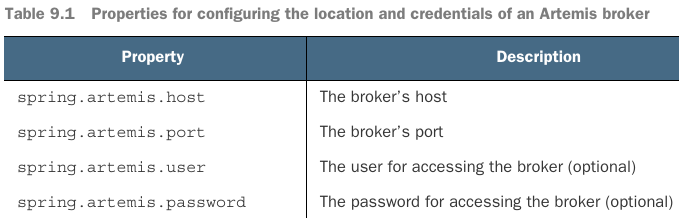 Table 9.1 Properties for configuring the location and credentials of an Artemis broker
Property Description
spring.artemis.host The broker’s host
spring.artemis.port The broker’s port
spring.artemis.user The user for accessing the broker (optional)
spring.artemis.password The password for accessing the broker (optional)